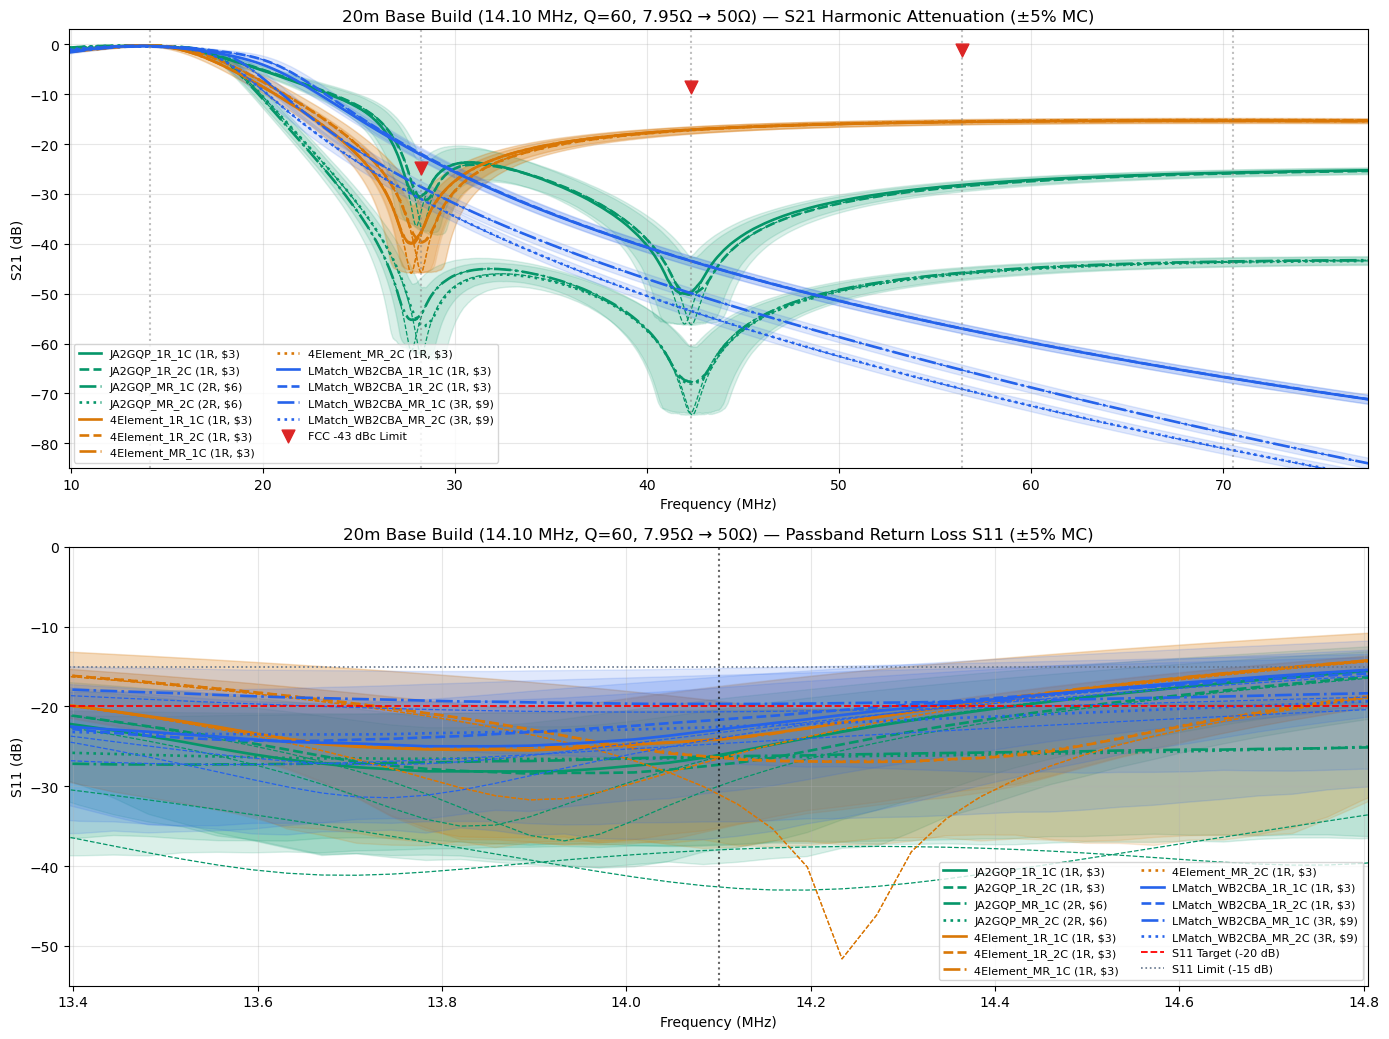 20m Base Build (14.10 MHz, Q=60, 7.95Ω → 50Ω) — S21 Harmonic Attenuation (±5% MC)
0
−10
−20
−30
−40
−50
−60
−70
−80
S21 (dB)
JA2GQP_1R_1C (1R, $3)
JA2GQP_1R_2C (1R, $3)
JA2GQP_MR_1C (2R, $6)
JA2GQP_MR_2C (2R, $6)
4Element_1R_1C (1R, $3)
4Element_1R_2C (1R, $3)
4Element_MR_1C (1R, $3)
4Element_MR_2C (1R, $3)
LMatch_WB2CBA_1R_1C (1R, $3)
LMatch_WB2CBA_1R_2C (1R, $3)
LMatch_WB2CBA_MR_1C (3R, $9)
LMatch_WB2CBA_MR_2C (3R, $9)
FCC -43 dBc Limit
10 20 30 40 50 60 70
Frequency (MHz)
20m Base Build (14.10 MHz, Q=60, 7.95Ω → 50Ω) — Passband Return Loss S11 (±5% MC)
0
−10
−20
−30
−40
−50
S11 (dB)
JA2GQP_1R_1C (1R, $3)
JA2GQP_1R_2C (1R, $3)
JA2GQP_MR_1C (2R, $6)
JA2GQP_MR_2C (2R, $6)
4Element_1R_1C (1R, $3)
4Element_1R_2C (1R, $3)
4Element_MR_1C (1R, $3)
4Element_MR_2C (1R, $3)
LMatch_WB2CBA_1R_1C (1R, $3)
LMatch_WB2CBA_1R_2C (1R, $3)
LMatch_WB2CBA_MR_1C (3R, $9)
LMatch_WB2CBA_MR_2C (3R, $9)
S11 Target (-20 dB)
S11 Limit (-15 dB)
13.4 13.6 13.8 14.0 14.2 14.4 14.6 14.8
Frequency (MHz)